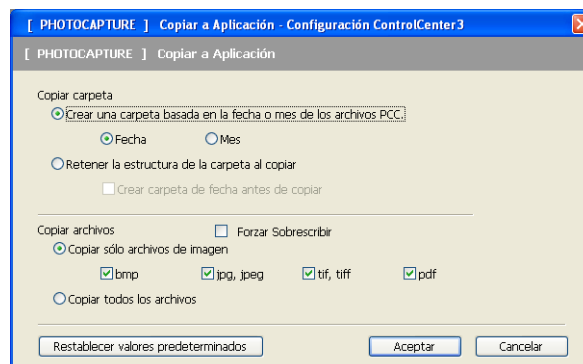 [ PHOTOCAPTURE ] Copiar a Aplicación - Configuración ControlCenter3
[ PHOTOCAPTURE ] Copiar a Aplicación
Copiar carpeta
Crear una carpeta basada en la fecha o mes de los archivos PCC.
Fecha Mes
Retener la estructura de la carpeta al copiar
Crear carpeta de fecha antes de copiar
Copiar archivos Forzar Sobrescribir
Copiar sólo archivos de imagen
bmp jpg, jpeg tif, tiff pdf
Copiar todos los archivos
Restablecer valores predeterminados Aceptar Cancelar